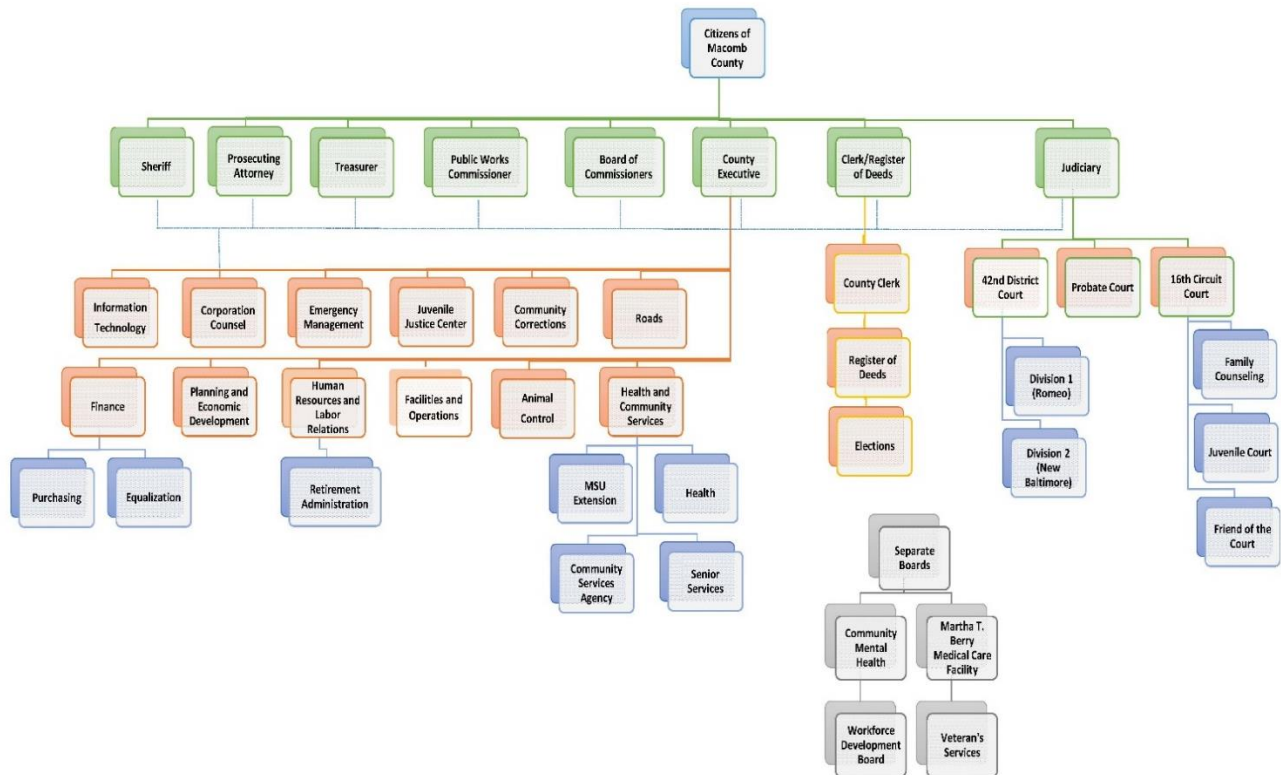 Citizens of
Macomb
County
Sheriff
Prosecuting
Attorney
Treasurer
Public Works
Commissioner
Board of
Commissioners
County
Executive
Clerk/Register
of Deeds
Judiciary
Information
Technology
Corporation
Counsel
Emergency
Management
Juvenile
Justice Center
Community
Corrections
Roads
County Clerk
42nd District
Court
Probate Court
16th Circuit
Court
Finance
Planning and
Economic
Development
Human
Resources and
Labor
Relations
Facilities and
Operations
Animal
Control
Health and
Community
Services
Register of
Deeds
Division 1
(Romeo)
Family
Counseling
Purchasing
Equalization
Retirement
Administration
MSU
Extension
Health
Elections
Division 2
(New
Baltimore)
Juvenile Court
Community
Services
Agency
Senior
Services
Separate
Boards
Friend of the
Court
Community
Mental
Health
Martha T.
Berry
Medical Care
Facility
Workforce
Development
Board
Veteran's
Services